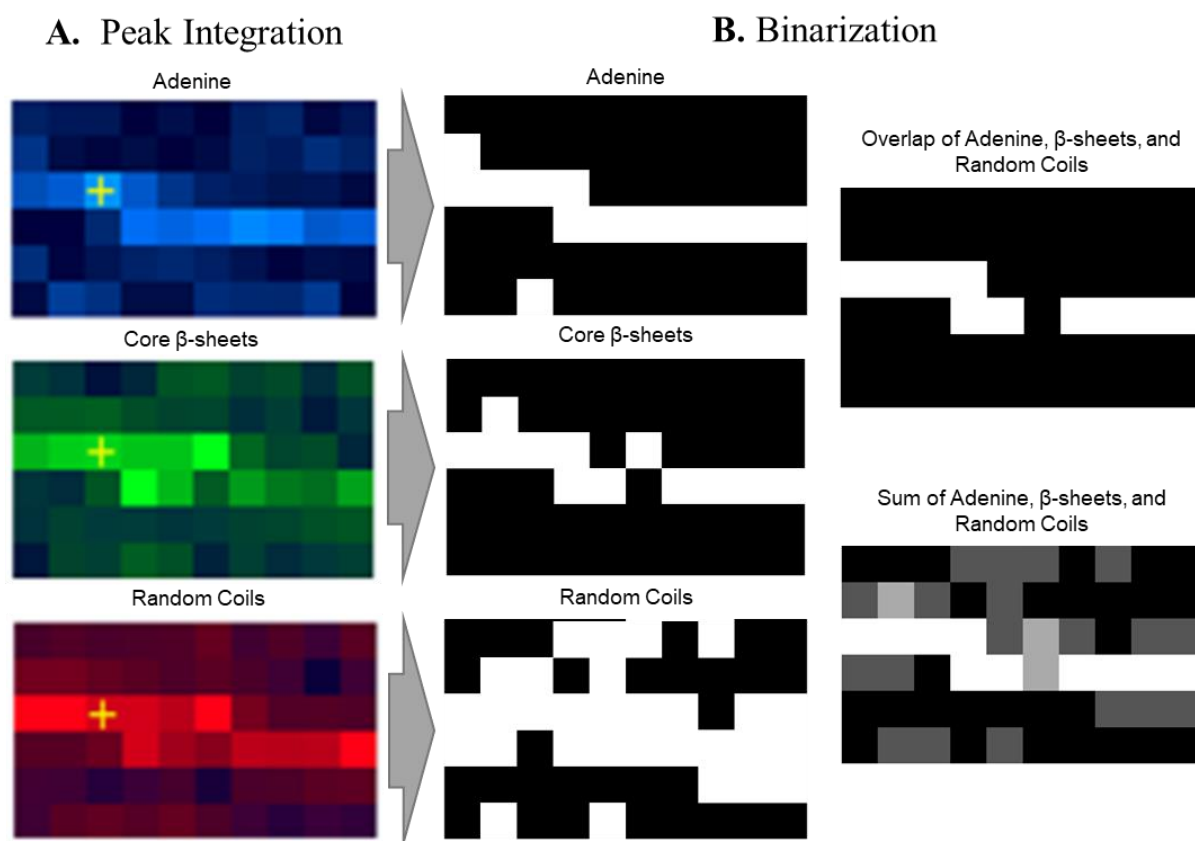 A. Peak Integration
Adenine
Core β-sheets
Random Coils
B. Binarization
Adenine
Core β-sheets
Random Coils
Overlap of Adenine, β-sheets, and
Random Coils
Sum of Adenine, β-sheets, and
Random Coils